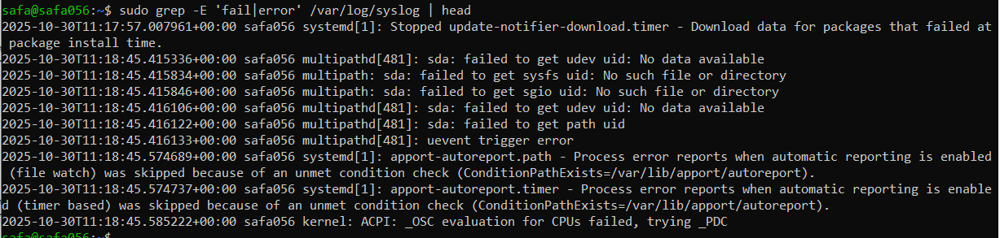 safa@safa056:~$ sudo grep -E 'fail|error' /var/log/syslog | head
2025-10-30T11:17:57.007961+00:00 safa056 systemd[1]: Stopped update-notifier-download.timer - Download data for packages that failed at
 package install time.
2025-10-30T11:18:45.415336+00:00 safa056 multipathd[481]: sda: failed to get udev uid: No data available
2025-10-30T11:18:45.415834+00:00 safa056 multipath: sda: failed to get sysfs uid: No such file or directory
2025-10-30T11:18:45.415846+00:00 safa056 multipath: sda: failed to get sgio uid: No such file or directory
2025-10-30T11:18:45.416106+00:00 safa056 multipathd[481]: sda: failed to get udev uid: No data available
2025-10-30T11:18:45.416122+00:00 safa056 multipathd[481]: sda: failed to get path uid
2025-10-30T11:18:45.416133+00:00 safa056 multipathd[481]: uevent trigger error
2025-10-30T11:18:45.574689+00:00 safa056 systemd[1]: apport-autoreport.path - Process error reports when automatic reporting is enabled
 (file watch) was skipped because of an unmet condition check (ConditionPathExists=/var/lib/apport/autoreport).
2025-10-30T11:18:45.574737+00:00 safa056 systemd[1]: apport-autoreport.timer - Process error reports when automatic reporting is enable
d (timer based) was skipped because of an unmet condition check (ConditionPathExists=/var/lib/apport/autoreport).
2025-10-30T11:18:45.585222+00:00 safa056 kernel: ACPI: _OSC evaluation for CPUs failed, trying _PDC
safa@safa056:~$